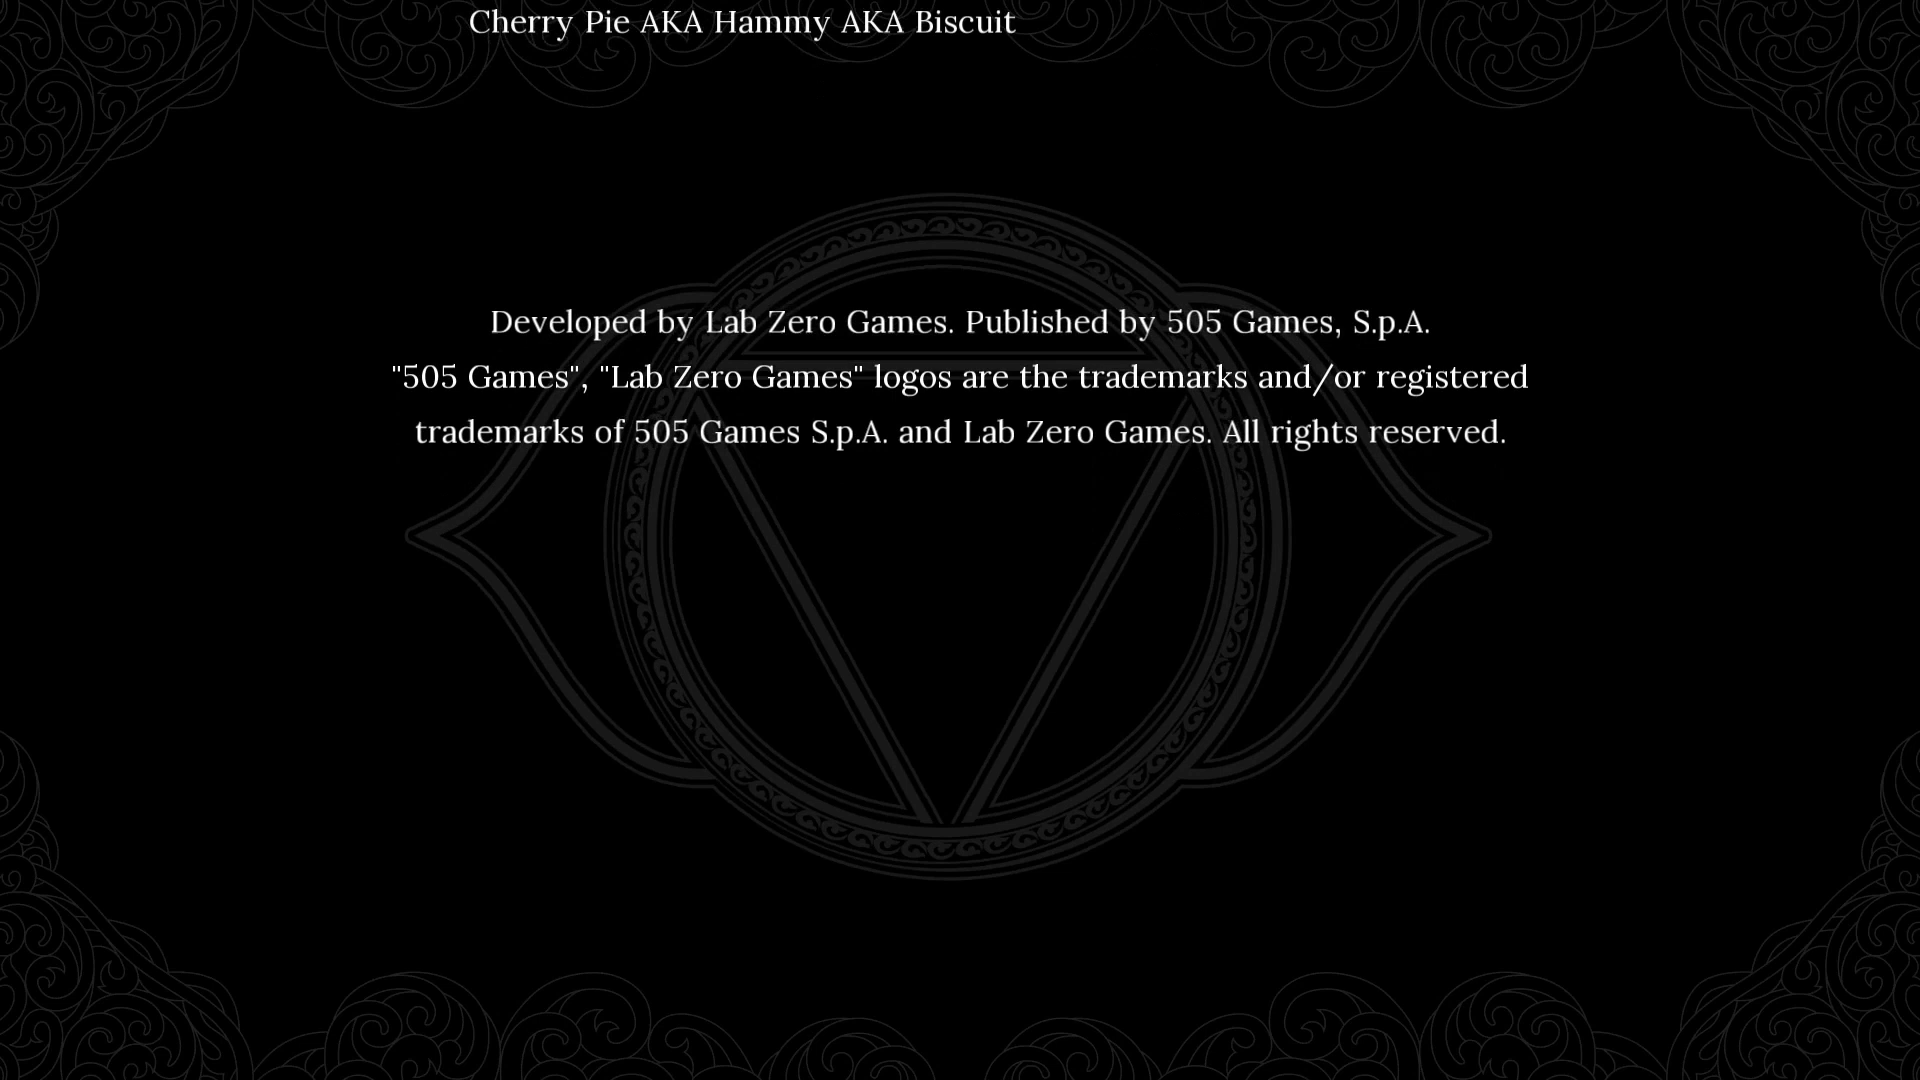 Cherry Pie AKA Hammy AKA Biscuit
Developed by Lab Zero Games. Published by 505 Games, S.p.A.
"505 Games", "Lab Zero Games" logos are the trademarks and/or registered
trademarks of 505 Games S.p.A. and Lab Zero Games. All rights reserved.